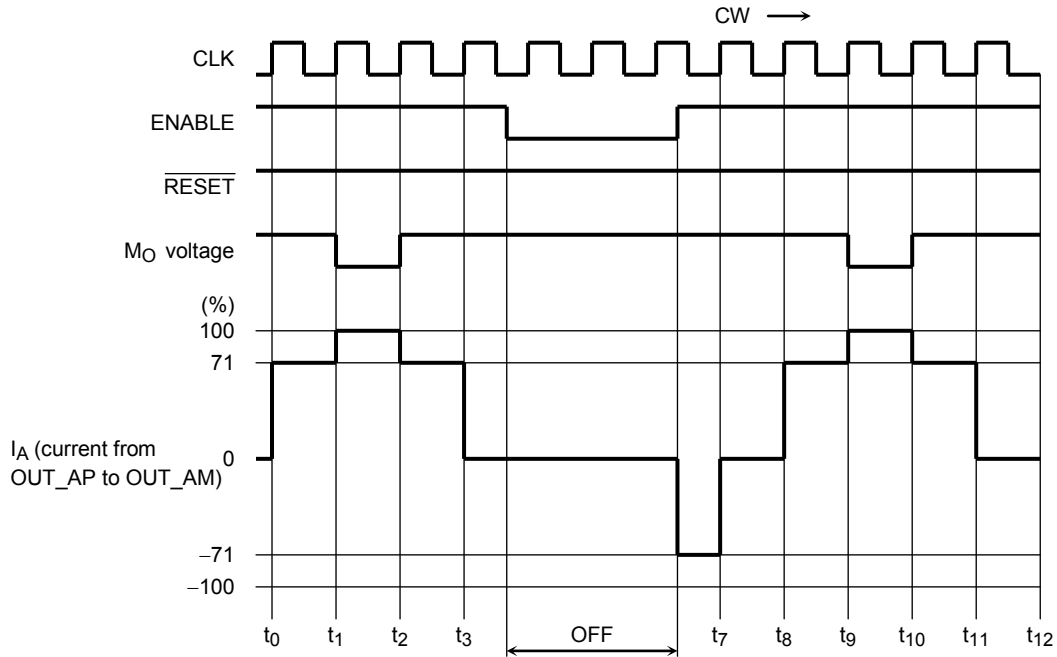 CW
CLK
ENABLE
RESET
MO voltage
(%)
100
71
IA (current from
OUT_AP to OUT_AM)
0
−71
−100
t0 t1 t2 t3 OFF t7 t8 t9 t10 t11 t12